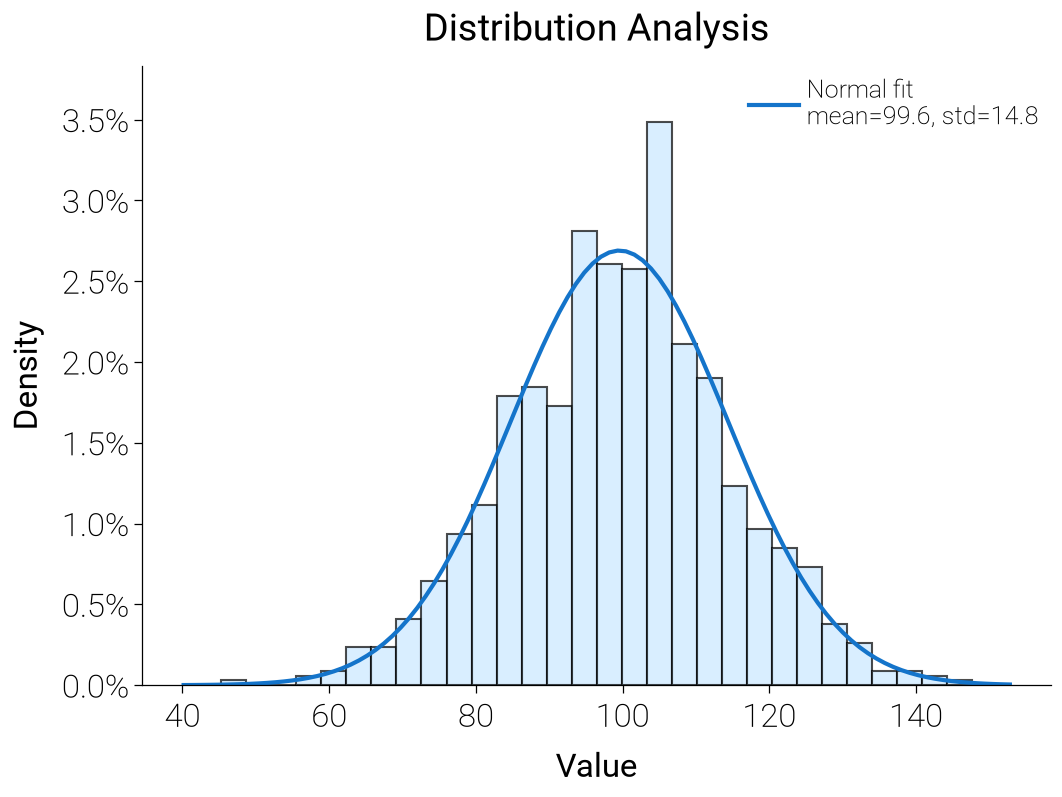 Distribution Analysis
Normal fit
mean=99.6, std=14.8
3.5%
3.0%
2.5%
2.0%
1.5%
1.0%
0.5%
0.0%
Density
40 60 80 100 120 140
Value